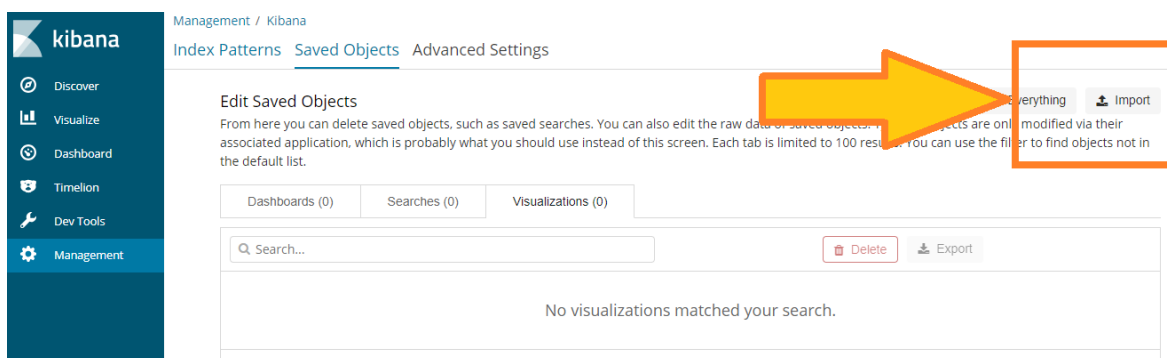 kibana
Discover
Visualize
Dashboard
Timelion
Dev Tools
Management
Management / Kibana
Index Patterns Saved Objects Advanced Settings
Edit Saved Objects
Everything Import
From here you can delete saved objects, such as saved searches. You can also edit the raw data of saved objects. objects are only modified via their
associated application, which is probably what you should use instead of this screen. Each tab is limited to 100 results. You can use the filter to find objects not in
the default list.
Dashboards (0) Searches (0) Visualizations (0)
Search...
Delete Export
No visualizations matched your search.